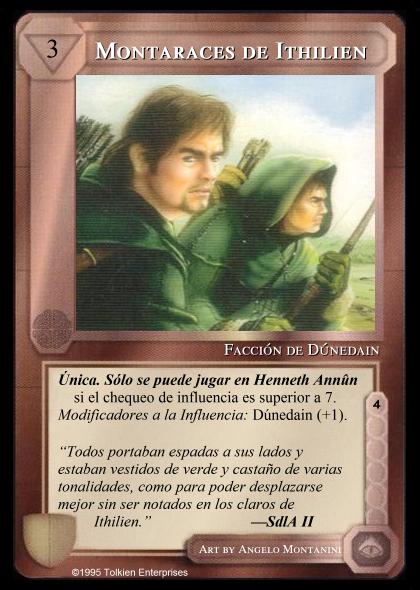 3
Montaraces de Ithilien
Facción de Dúnedain
Única. Sólo se puede jugar en Henneth Annûn
si el chequeo de influencia es superior a 7.
Modificadores a la Influencia: Dúnedain (+1).
4
“Todos portaban espadas a sus lados y
estaban vestidos de verde y castaño de varias
tonalidades, como para poder desplazarse
mejor sin ser notados en los claros de
Ithilien.” —SdlA II
Art by Angelo Montanini
©1995 Tolkien Enterprises